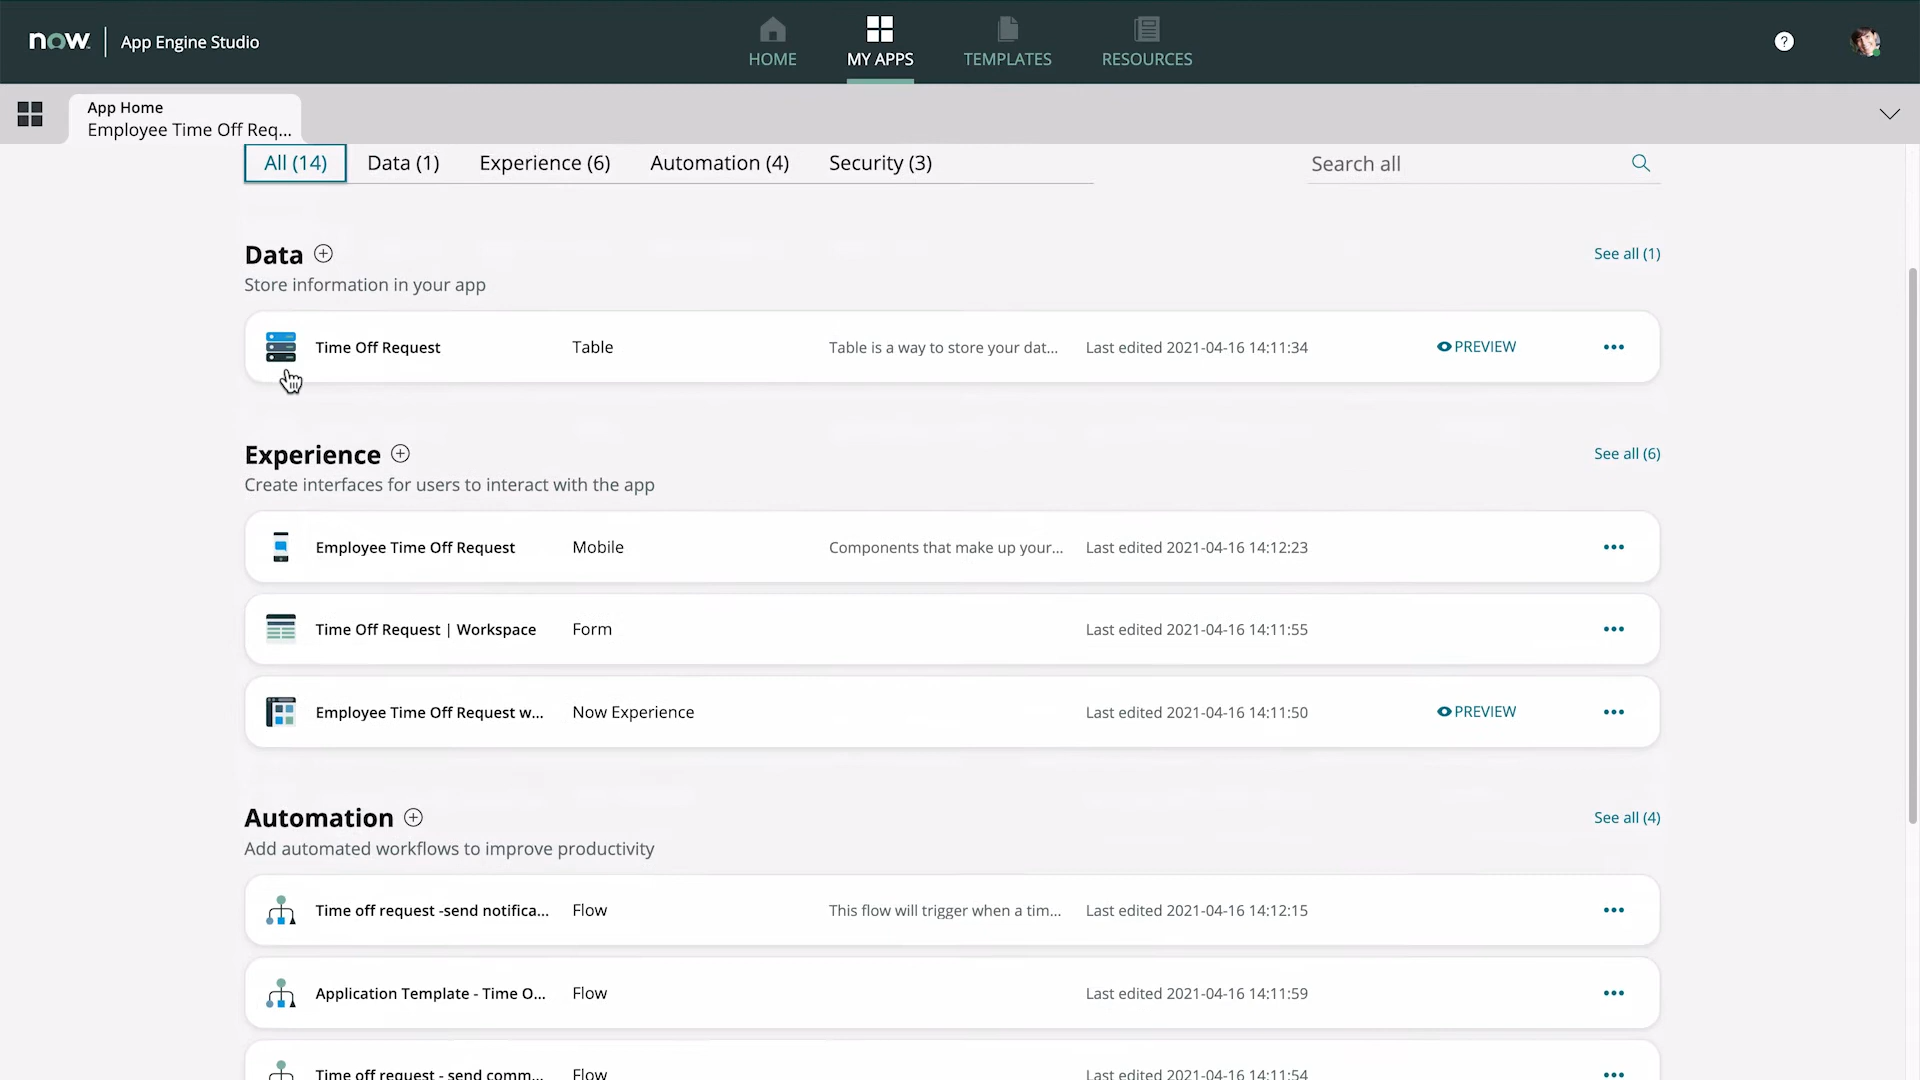 now
App Engine Studio
HOME
MY APPS
TEMPLATES
RESOURCES
?
App Home
Employee Time Off Req...
All (14)
Data (1)
Experience (6)
Automation (4)
Security (3)
Search all
Data
See all (1)
Store information in your app
Time Off Request
Table
Table is a way to store your dat...
Last edited 2021-04-16 14:11:34
PREVIEW
Experience
See all (6)
Create interfaces for users to interact with the app
Employee Time Off Request
Mobile
Components that make up your...
Last edited 2021-04-16 14:12:23
Time Off Request | Workspace
Form
Last edited 2021-04-16 14:11:55
Employee Time Off Request w...
Now Experience
Last edited 2021-04-16 14:11:50
PREVIEW
Automation
See all (4)
Add automated workflows to improve productivity
Time off request -send notifica...
Flow
This flow will trigger when a tim...
Last edited 2021-04-16 14:12:15
Application Template - Time O...
Flow
Last edited 2021-04-16 14:11:59
Time off request - send comm...
Flow
Last edited 2021-04-16 14:11:54